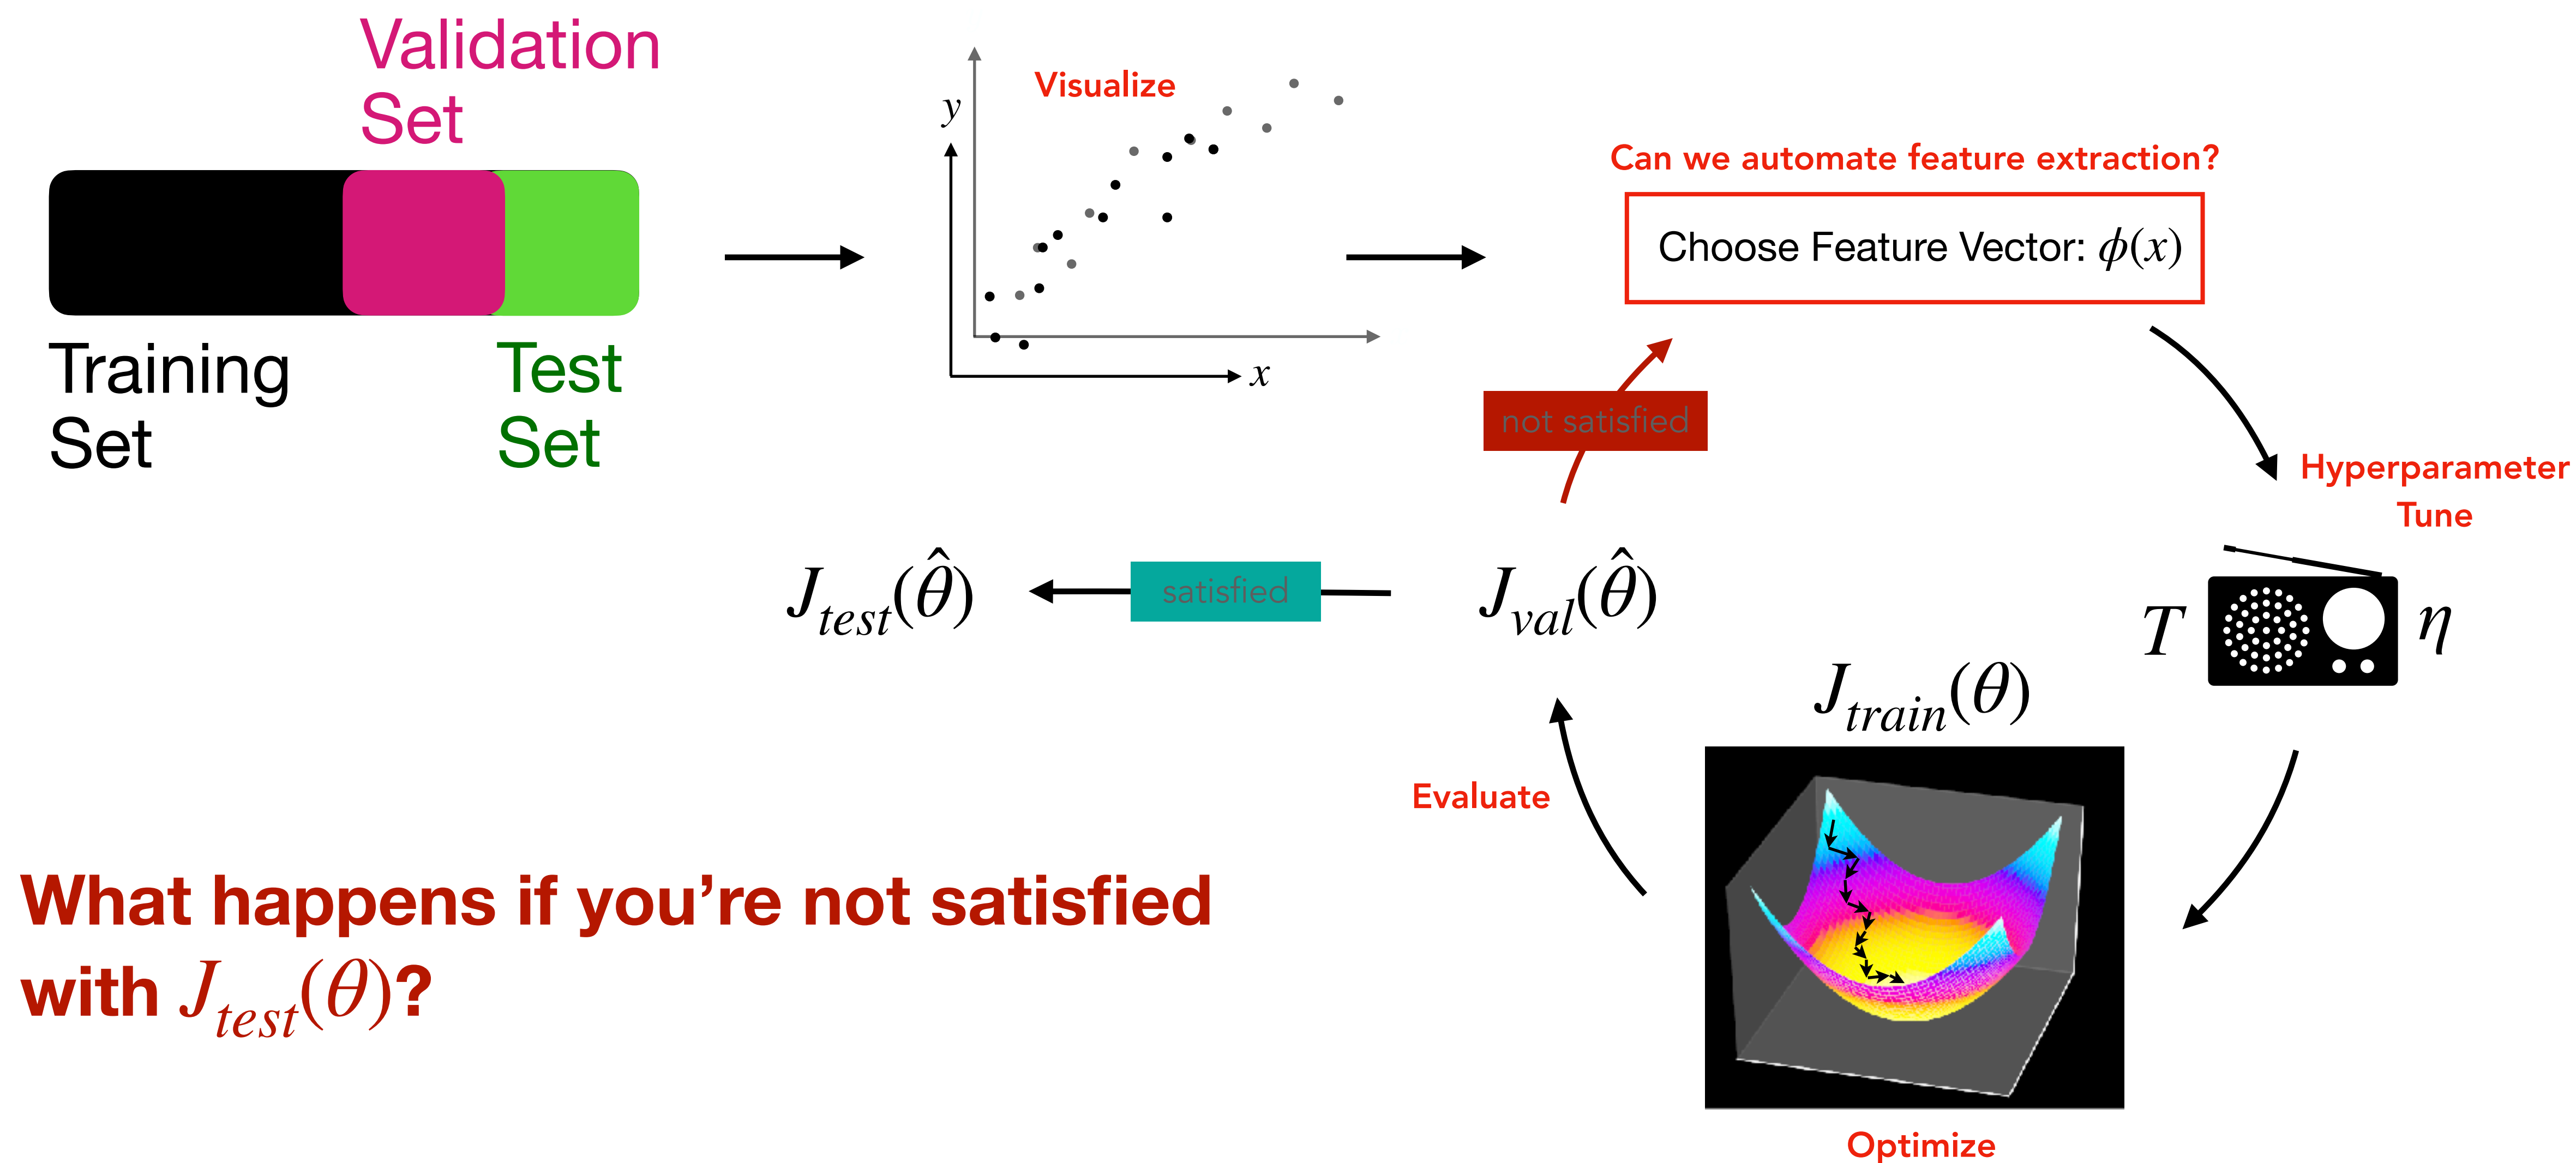 Validation
Set
Training
Set
Test
Set
Visualize
y
x
Can we automate feature extraction?
Choose Feature Vector: ϕ(x)
not satisfied
Hyperparameter
Tune
T
η
J_test(θ̂)
satisfied
J_val(θ̂)
J_train(θ)
Evaluate
Optimize
What happens if you’re not satisfied
with J_test(θ)?